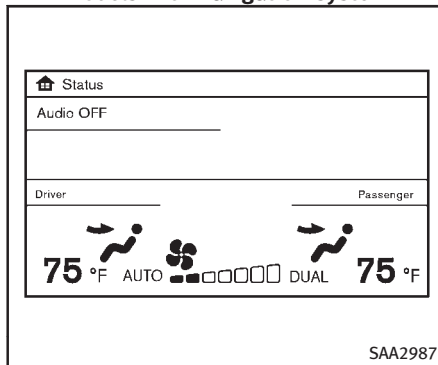 Status
Audio OFF
Driver Passenger
75 °F AUTO DUAL 75 °F
SAA2987